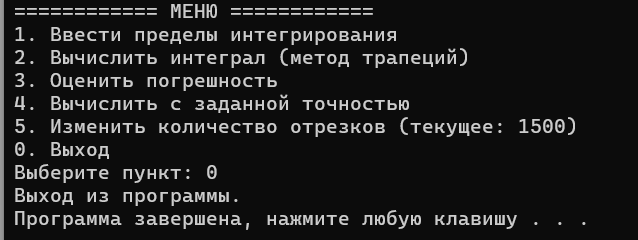 ============ МЕНЮ ============
1. Ввести пределы интегрирования
2. Вычислить интеграл (метод трапеций)
3. Оценить погрешность
4. Вычислить с заданной точностью
5. Изменить количество отрезков (текущее: 1500)
0. Выход
Выберите пункт: 0
Выход из программы.
Программа завершена, нажмите любую клавишу . . .